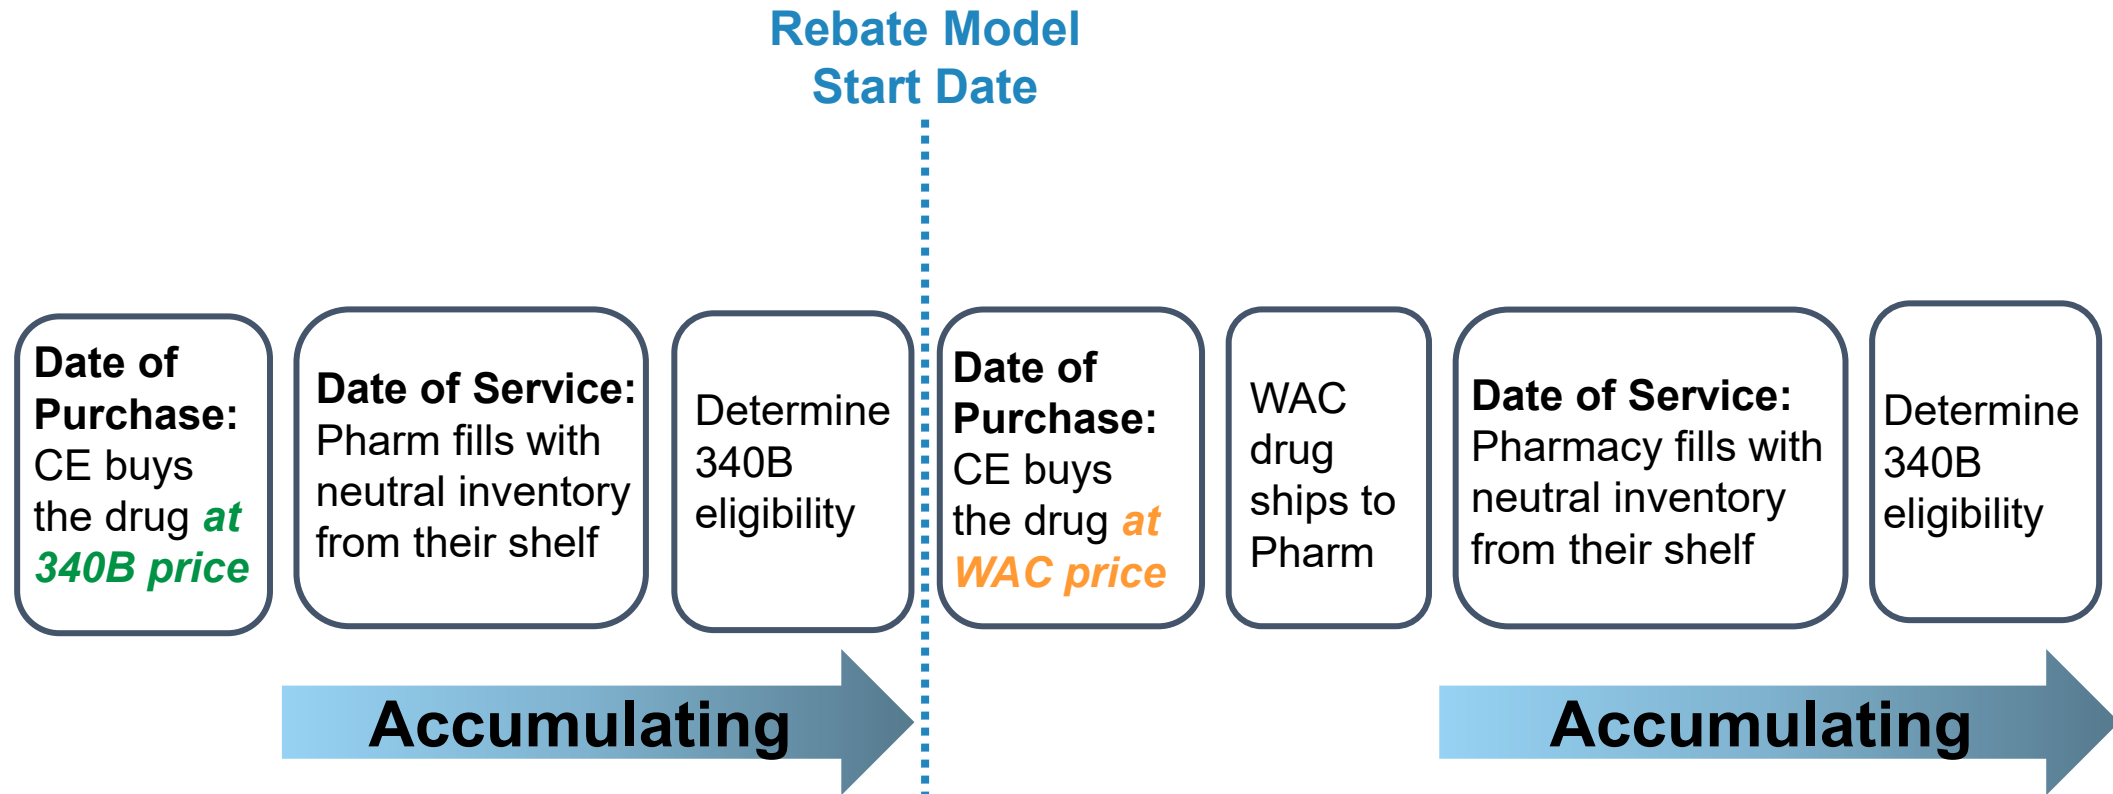 Rebate Model
Start Date
Date of
Purchase:
CE buys
the drug at
340B price
Date of Service:
Pharm fills with
neutral inventory
from their shelf
Determine
340B
eligibility
Date of
Purchase:
CE buys
the drug at
WAC price
WAC
drug
ships to
Pharm
Date of Service:
Pharmacy fills with
neutral inventory
from their shelf
Determine
340B
eligibility
Accumulating
Accumulating